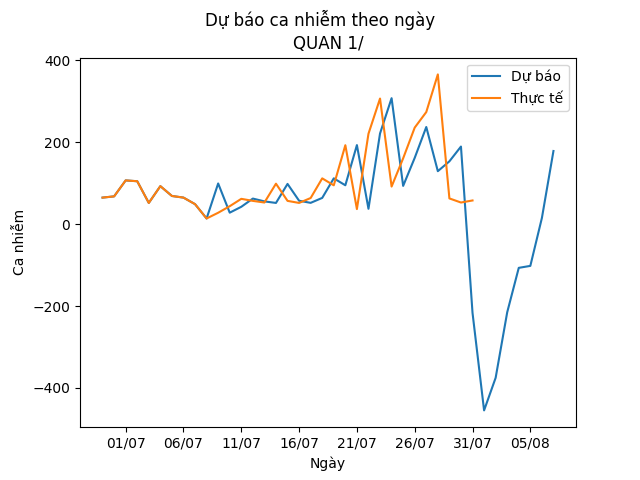 Dự báo ca nhiễm theo ngày
QUAN 1/
Dự báo
Thực tế
Ca nhiễm
400
200
0
−200
−400
01/07 06/07 11/07 16/07 21/07 26/07 31/07 05/08
Ngày